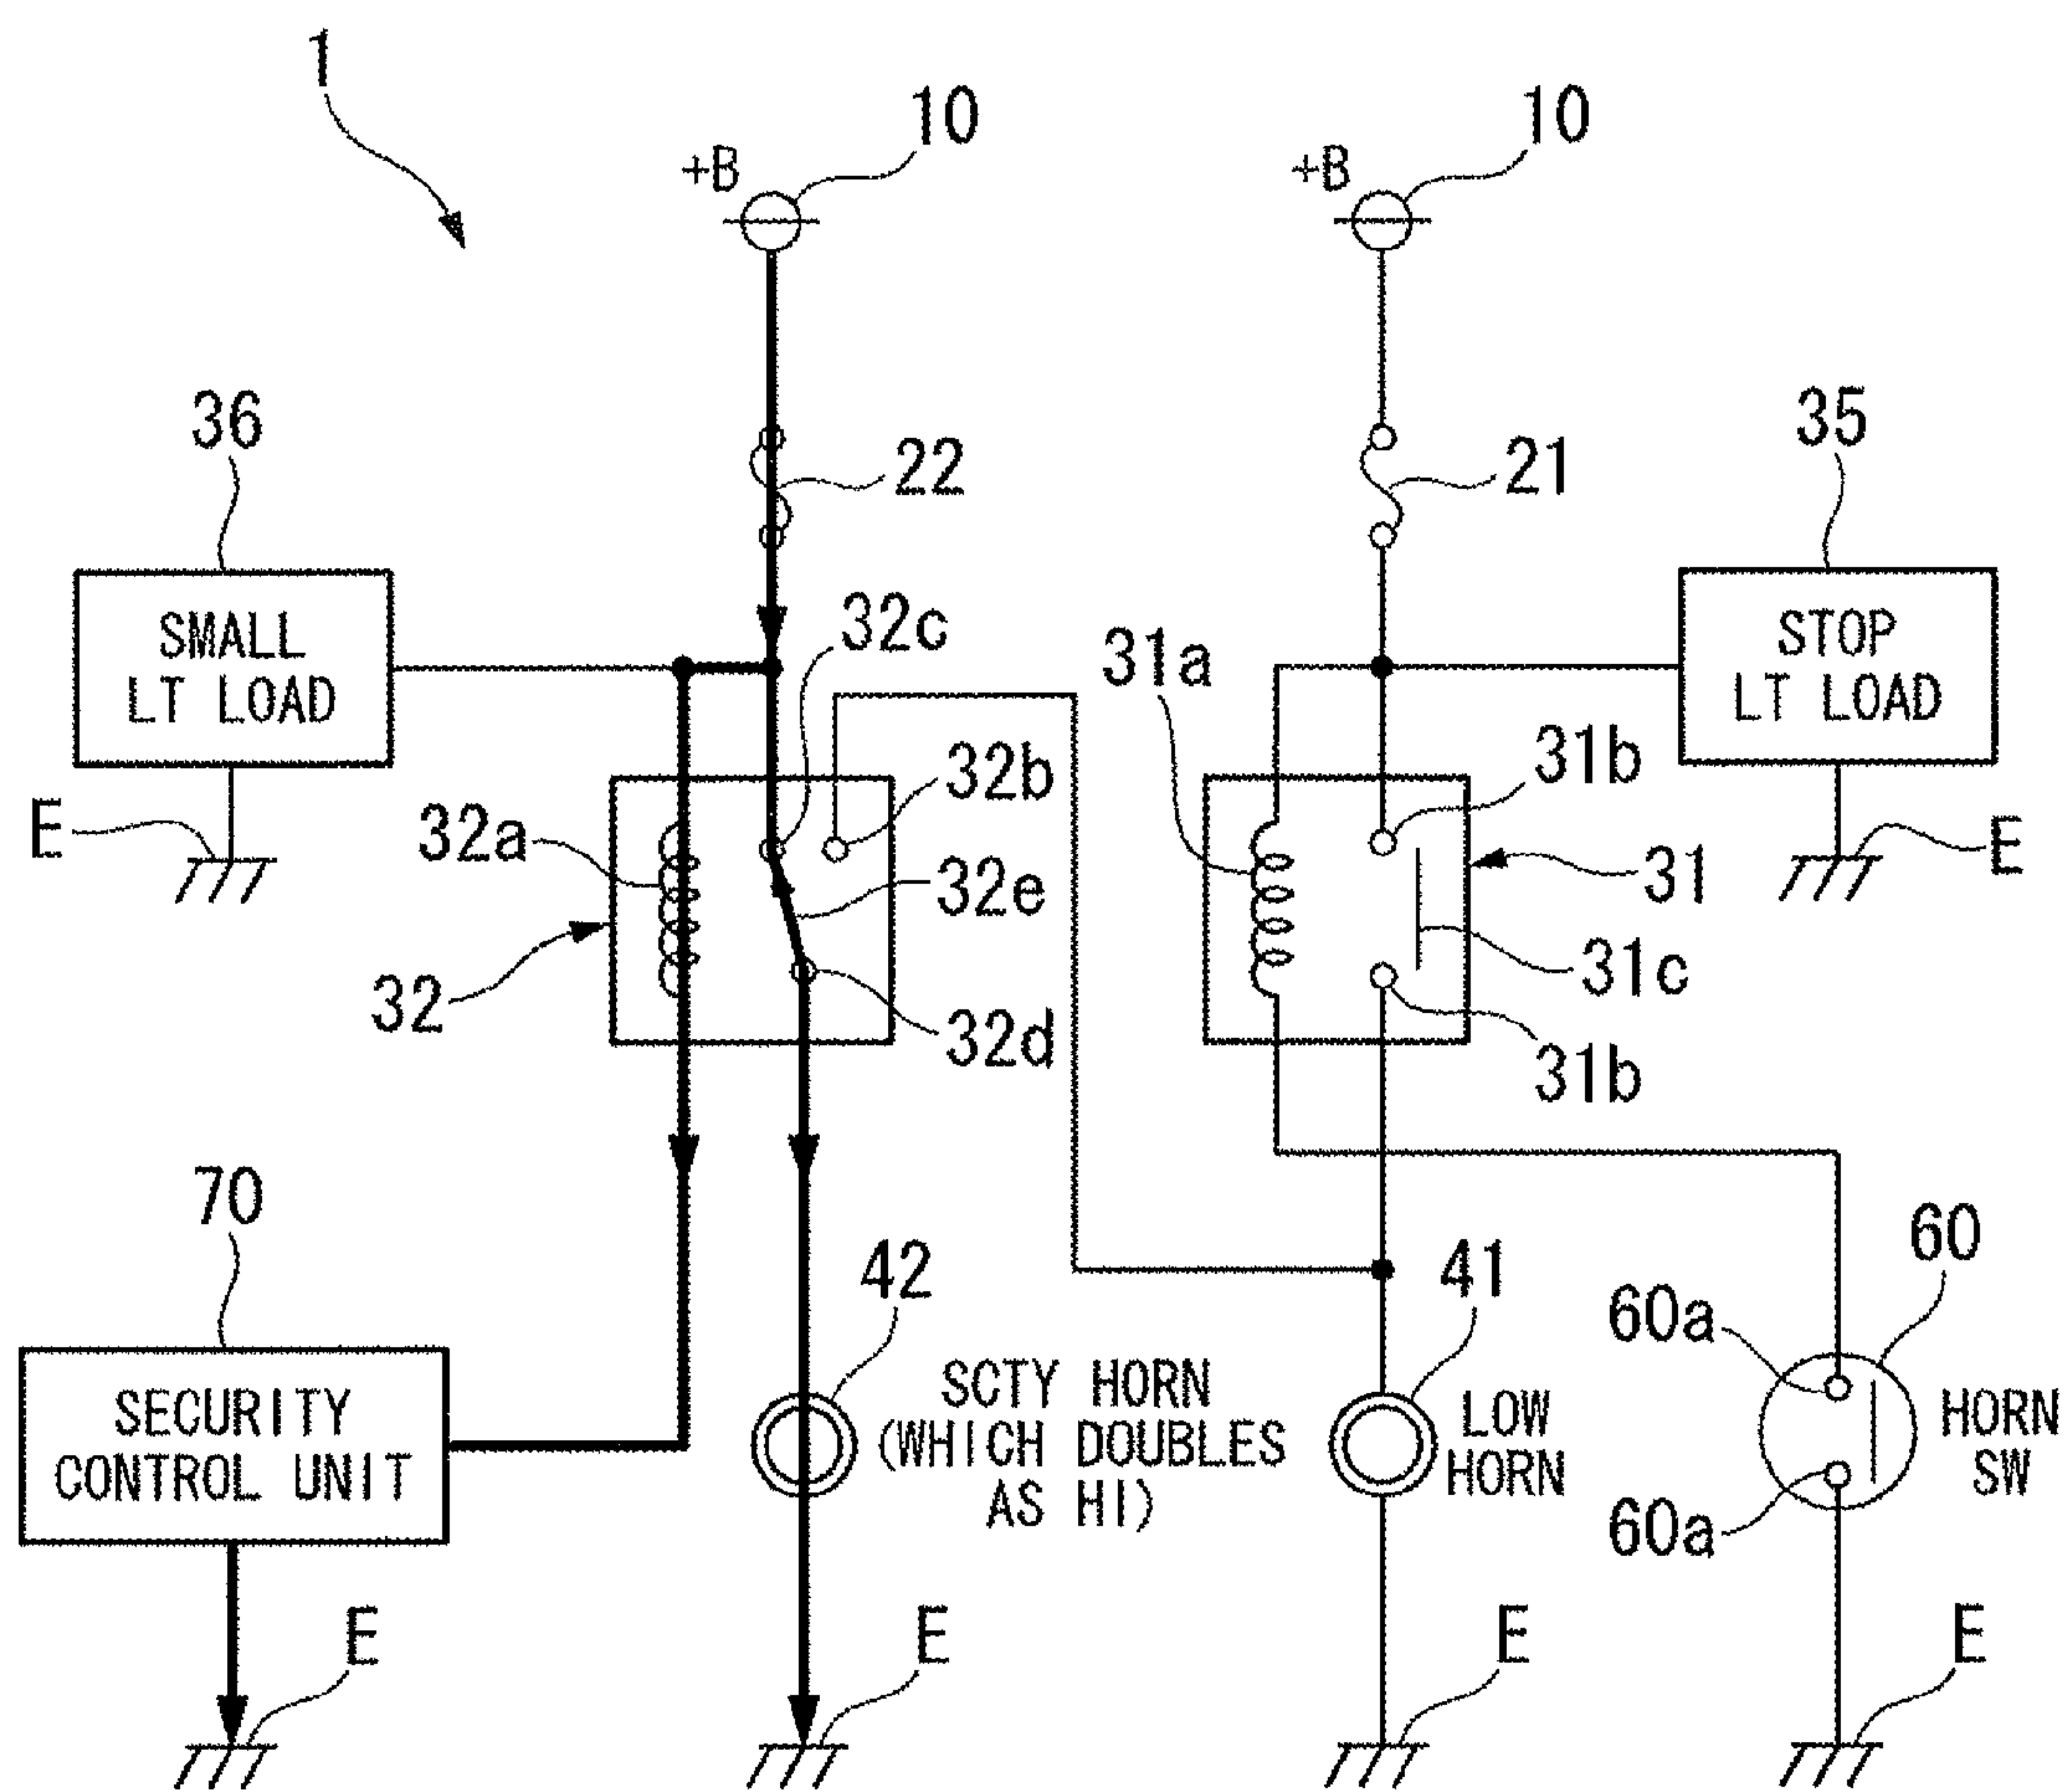 1
10
10
+B
+B
36
35
22
21
SMALL
LT LOAD
32c
31a
STOP
LT LOAD
32b
31b
E
32a
32e
31
E
32
32d
31c
31b
70
42
41
60
60a
SECURITY
CONTROL UNIT
SCTY HORN
(WHICH DOUBLES
AS HI)
LOW
HORN
HORN
SW
60a
E
E
E
E